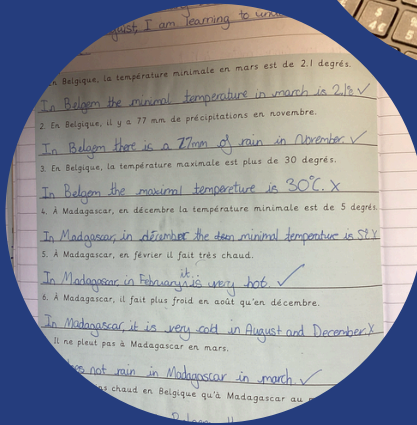 gust, I am learning to
n Belgique, la température minimale en mars est de 2.1 degrés.
In Belgem the minimal temperature in march is 2.1° ✓
2. En Belgique, il y a 77 mm de précipitations en novembre.
In Belgem there is a 77mm of rain in November. ✓
3. En Belgique, la température maximale est plus de 30 degrés.
In Belgem the maximal tempereture is 30°C. X
4. À Madagascar, en décembre la température minimale est de 5 degrés.
In Madagascar, in the minimal temperature is X
5. À Madagascar, en février il fait très chaud.
In Madagascar in February it is very hot. ✓
6. À Madagascar, il fait plus froid en août qu'en décembre.
In Madagascar, it is very cold in August and December. X
Il ne pleut pas à Madagascar en mars.
not rain in Madagascar in march. ✓
chaud en Belgique qu'à Madagascar au